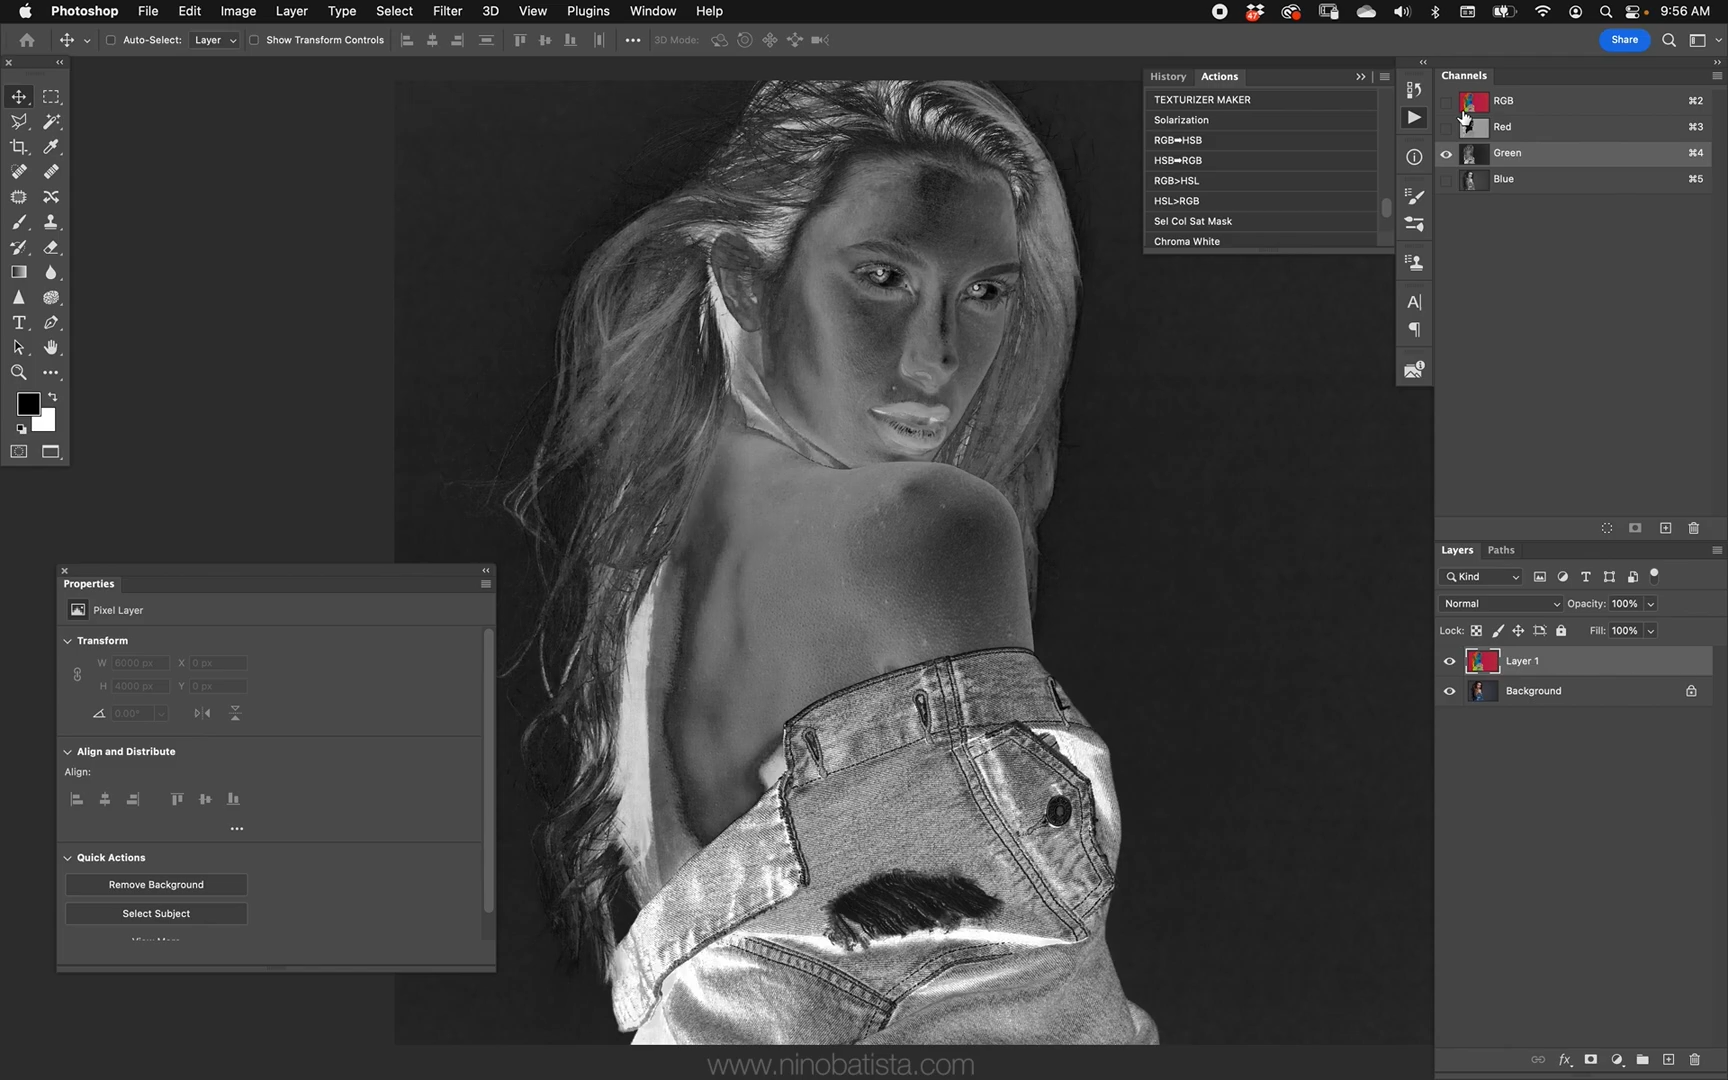 Photoshop File Edit Image Layer Type Select Filter 3D View Plugins Window Help
47
9:56 AM
Auto-Select: Layer Show Transform Controls
3D Mode:
Share
History Actions
TEXTURIZER MAKER
Solarization
RGB➡HSB
HSB➡RGB
RGB>HSL
HSL>RGB
Sel Col Sat Mask
Chroma White
Channels
RGB ⌘2
Red ⌘3
Green ⌘4
Blue ⌘5
Properties
Pixel Layer
Transform
W 6000 px X 0 px
H 4000 px Y 0 px
0.00°
Align and Distribute
Align:
Quick Actions
Remove Background
Select Subject
Layers Paths
Kind
Normal Opacity: 100%
Lock: Fill: 100%
Layer 1
Background
fx
www.ninobatista.com